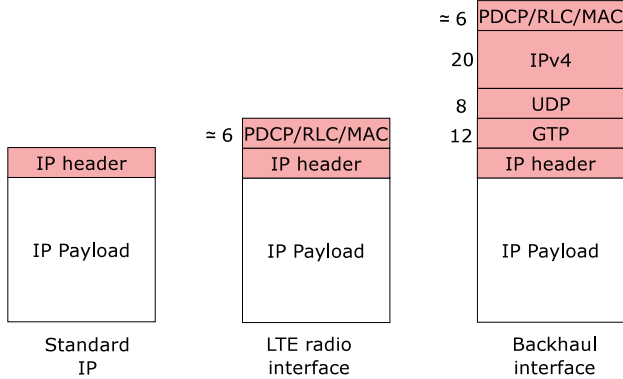 IP header
IP Payload
Standard
IP
≃ 6 PDCP/RLC/MAC
IP header
IP Payload
LTE radio
interface
≃ 6 PDCP/RLC/MAC
20 IPv4
8 UDP
12 GTP
IP header
IP Payload
Backhaul
interface